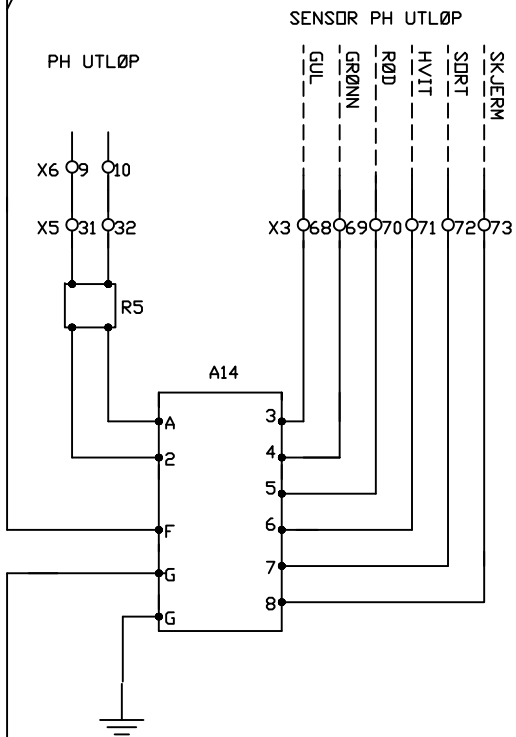 SENSOR PH UTLØP
PH UTLØP
GUL
GRØNN
RØD
HVIT
SORT
SKJERM
X6 9 10
X5 31 32
X3 68 69 70 71 72 73
R5
A14
A 3
2 4
5
F 6
G 7
8
G